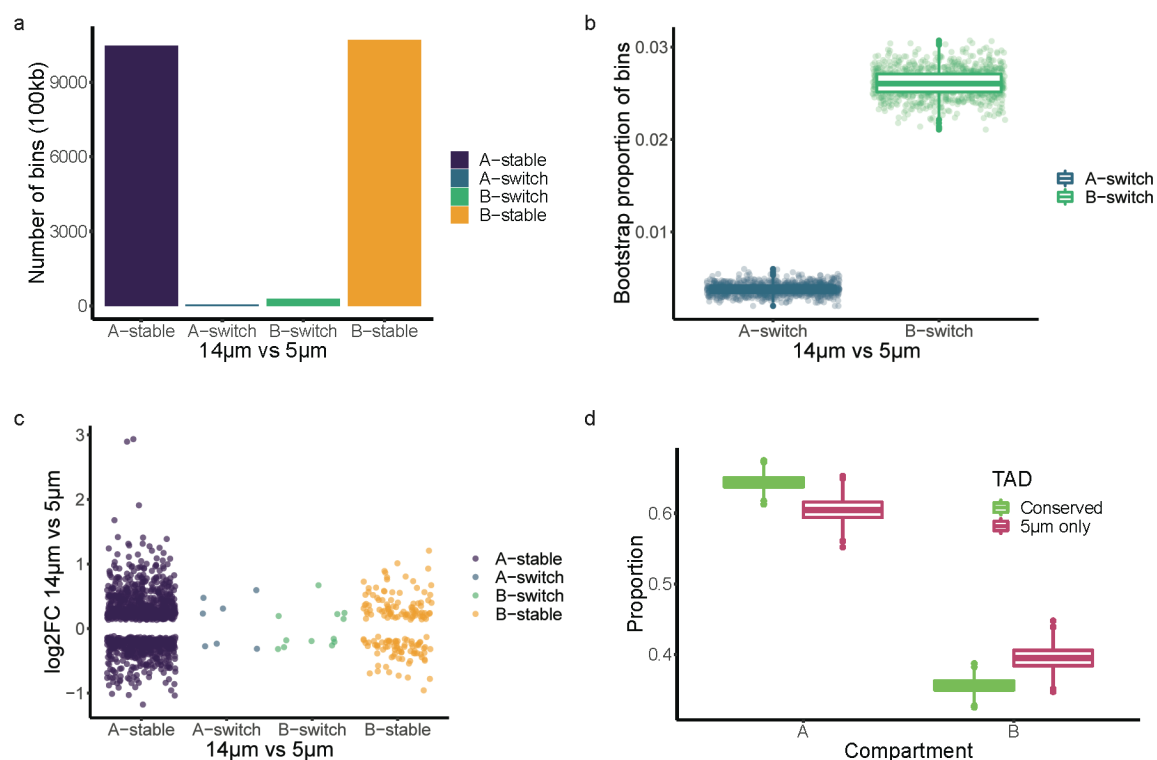 a
Number of bins (100kb)
9000
6000
3000
0
A−stable
A−switch
B−switch
B−stable
14μm vs 5μm
A−stable
A−switch
B−switch
B−stable
b
Bootstrap proportion of bins
0.03
0.02
0.01
A−switch
B−switch
14μm vs 5μm
A−switch
B−switch
c
log2FC 14μm vs 5μm
3
2
1
0
−1
A−stable
A−switch
B−switch
B−stable
14μm vs 5μm
A−stable
A−switch
B−switch
B−stable
d
Proportion
0.6
0.5
0.4
A
B
Compartment
TAD
Conserved
5μm only